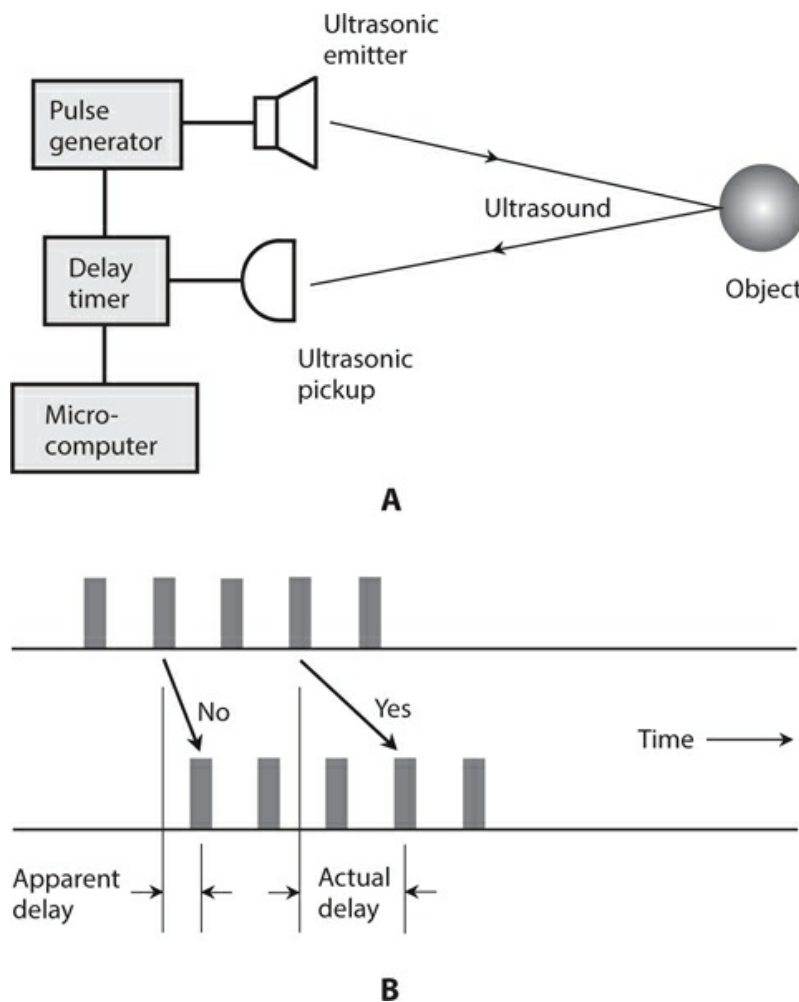 Ultrasonic
emitter
Pulse
generator
Ultrasound
Delay
timer
Object
Ultrasonic
pickup
Micro-
computer
A
No
Yes
Time
Apparent
delay
Actual
delay
B